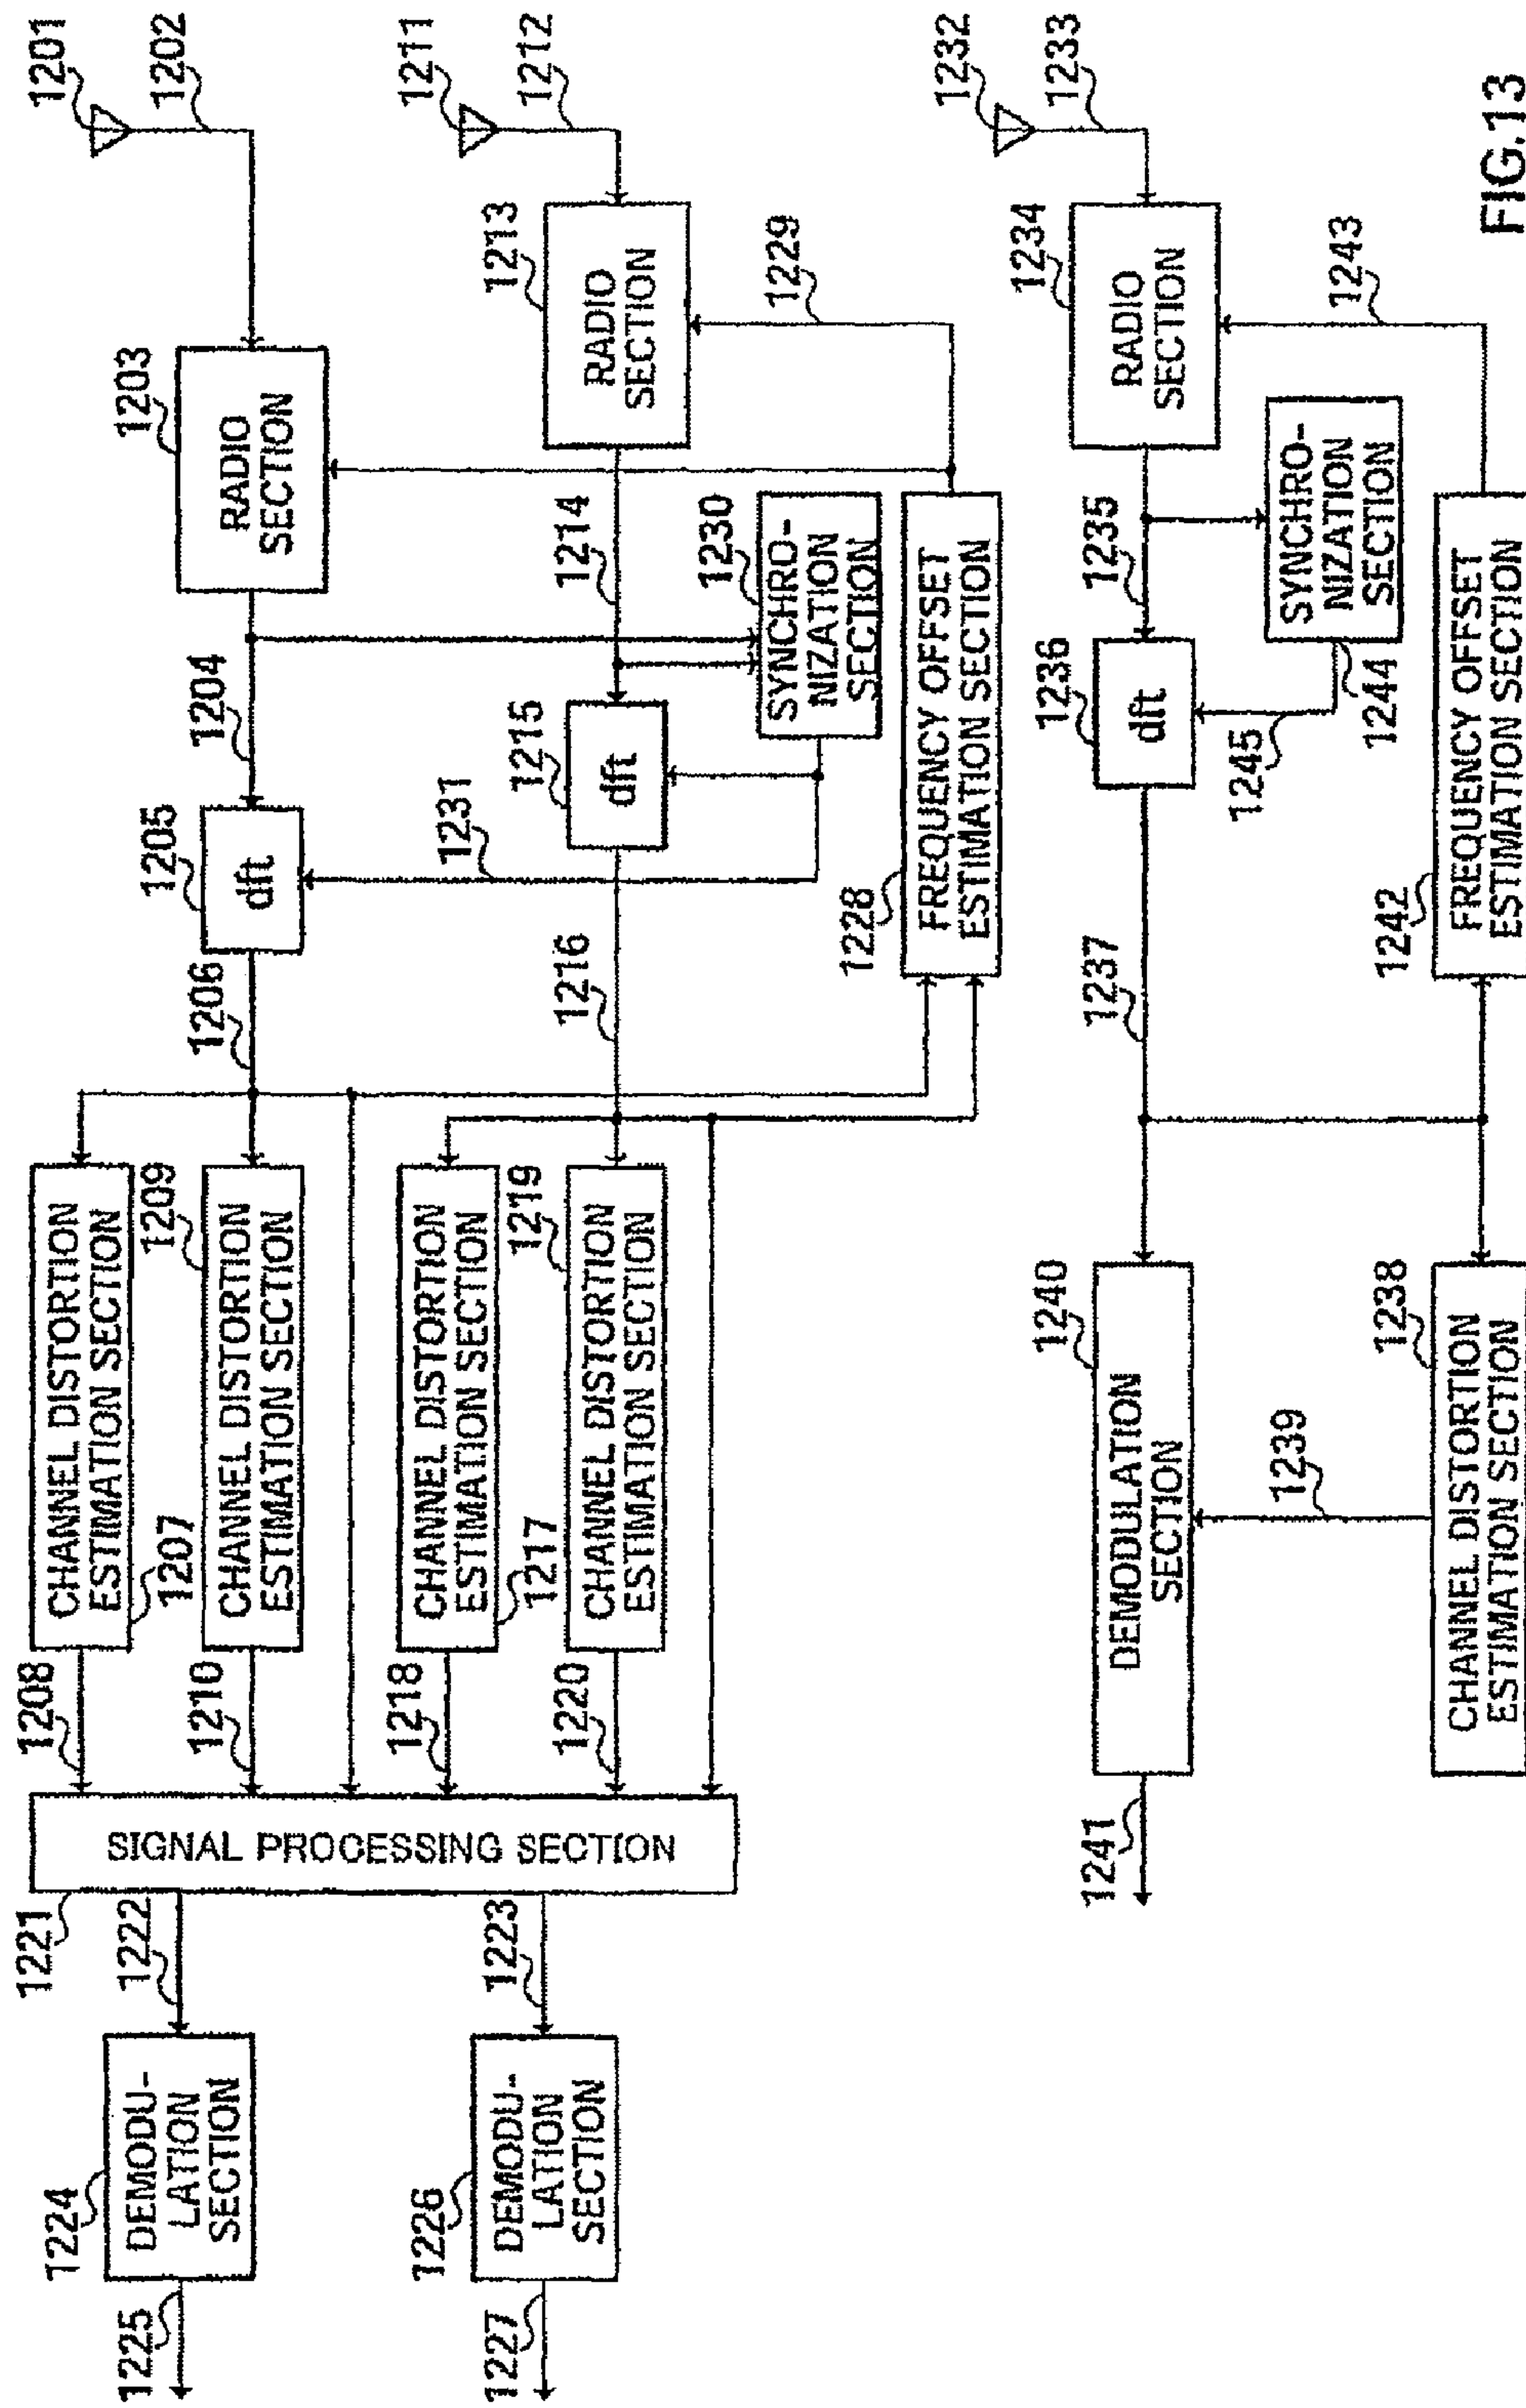 1201
1202
1203
RADIO
SECTION
1204
1205
dft
1206
CHANNEL DISTORTION
ESTIMATION SECTION
1207
1208
1209
CHANNEL DISTORTION
ESTIMATION SECTION
1210
1211
1212
1213
RADIO
SECTION
1214
1215
dft
1216
CHANNEL DISTORTION
ESTIMATION SECTION
1217
1218
1219
CHANNEL DISTORTION
ESTIMATION SECTION
1220
SIGNAL PROCESSING SECTION
1221
1222
1223
1224
DEMODU-
LATION
SECTION
1225
1226
DEMODU-
LATION
SECTION
1227
1228
FREQUENCY OFFSET
ESTIMATION SECTION
1229
1230
SYNCHRO-
NIZATION
SECTION
1231
1232
1233
1234
RADIO
SECTION
1235
1236
dft
1237
1238
CHANNEL DISTORTION
ESTIMATION SECTION
1239
1240
DEMODULATION
SECTION
1241
1242
FREQUENCY OFFSET
ESTIMATION SECTION
1243
SYNCHRO-
NIZATION
SECTION
1244
1245
FIG.13